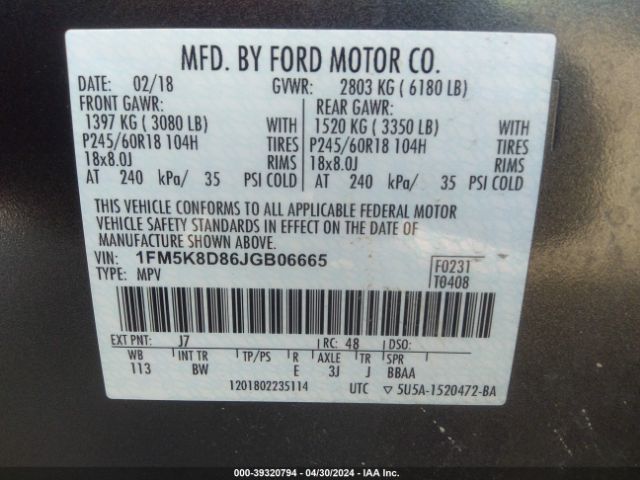 MFD. BY FORD MOTOR CO.
DATE: 02/18 GVWR: 2803 KG ( 6180 LB)
FRONT GAWR: REAR GAWR:
1397 KG ( 3080 LB) WITH 1520 KG ( 3350 LB) WITH
P245/60R18 104H TIRES P245/60R18 104H TIRES
18x8.0J RIMS 18x8.0J RIMS
AT 240 kPa/ 35 PSI COLD AT 240 kPa/ 35 PSI COLD
THIS VEHICLE CONFORMS TO ALL APPLICABLE FEDERAL MOTOR
VEHICLE SAFETY STANDARDS IN EFFECT ON THE DATE OF
MANUFACTURE SHOWN ABOVE.
VIN: 1FM5K8D86JGB06665 F0231
TYPE: MPV T0408
EXT PNT: J7 RC: 48 DSO:
WB INT TR TP/PS R AXLE TR SPR
113 BW E 3J J BBAA
1201802235114 UTC ▽ 5U5A-1520472-BA
000-39320794 - 04/30/2024 - IAA Inc.